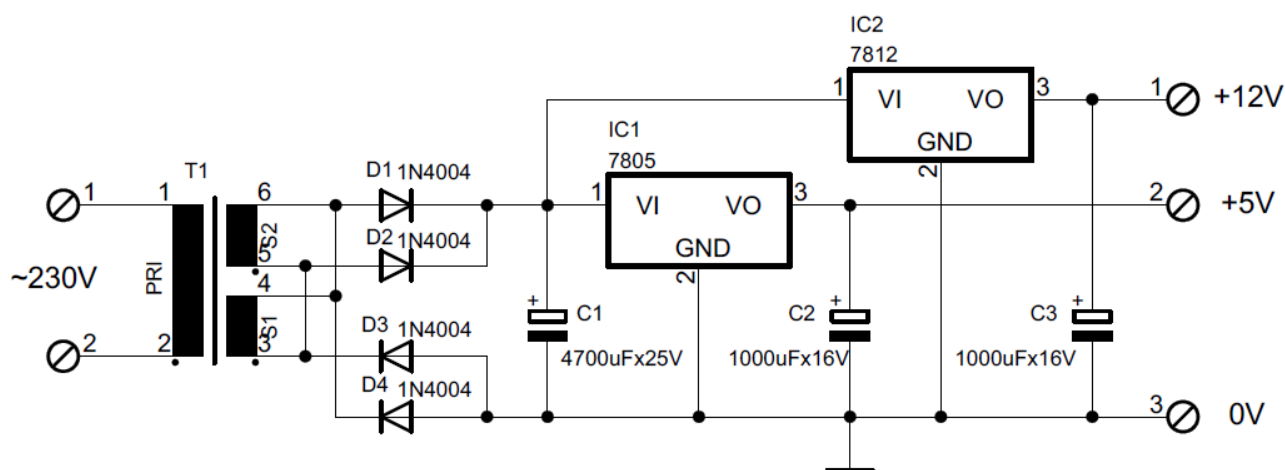 IC2
7812
1 VI VO 3 1 +12V
GND
2
IC1
7805
T1 D1 1N4004
1 1 6 1 VI VO 3 2 +5V
S2 D2 1N4004 GND
5 2
~230V PRI 4
S1 D3 1N4004 + C1 + C2 + C3
2 2 3 4700uFx25V 1000uFx16V 1000uFx16V
D4 1N4004
3 0V